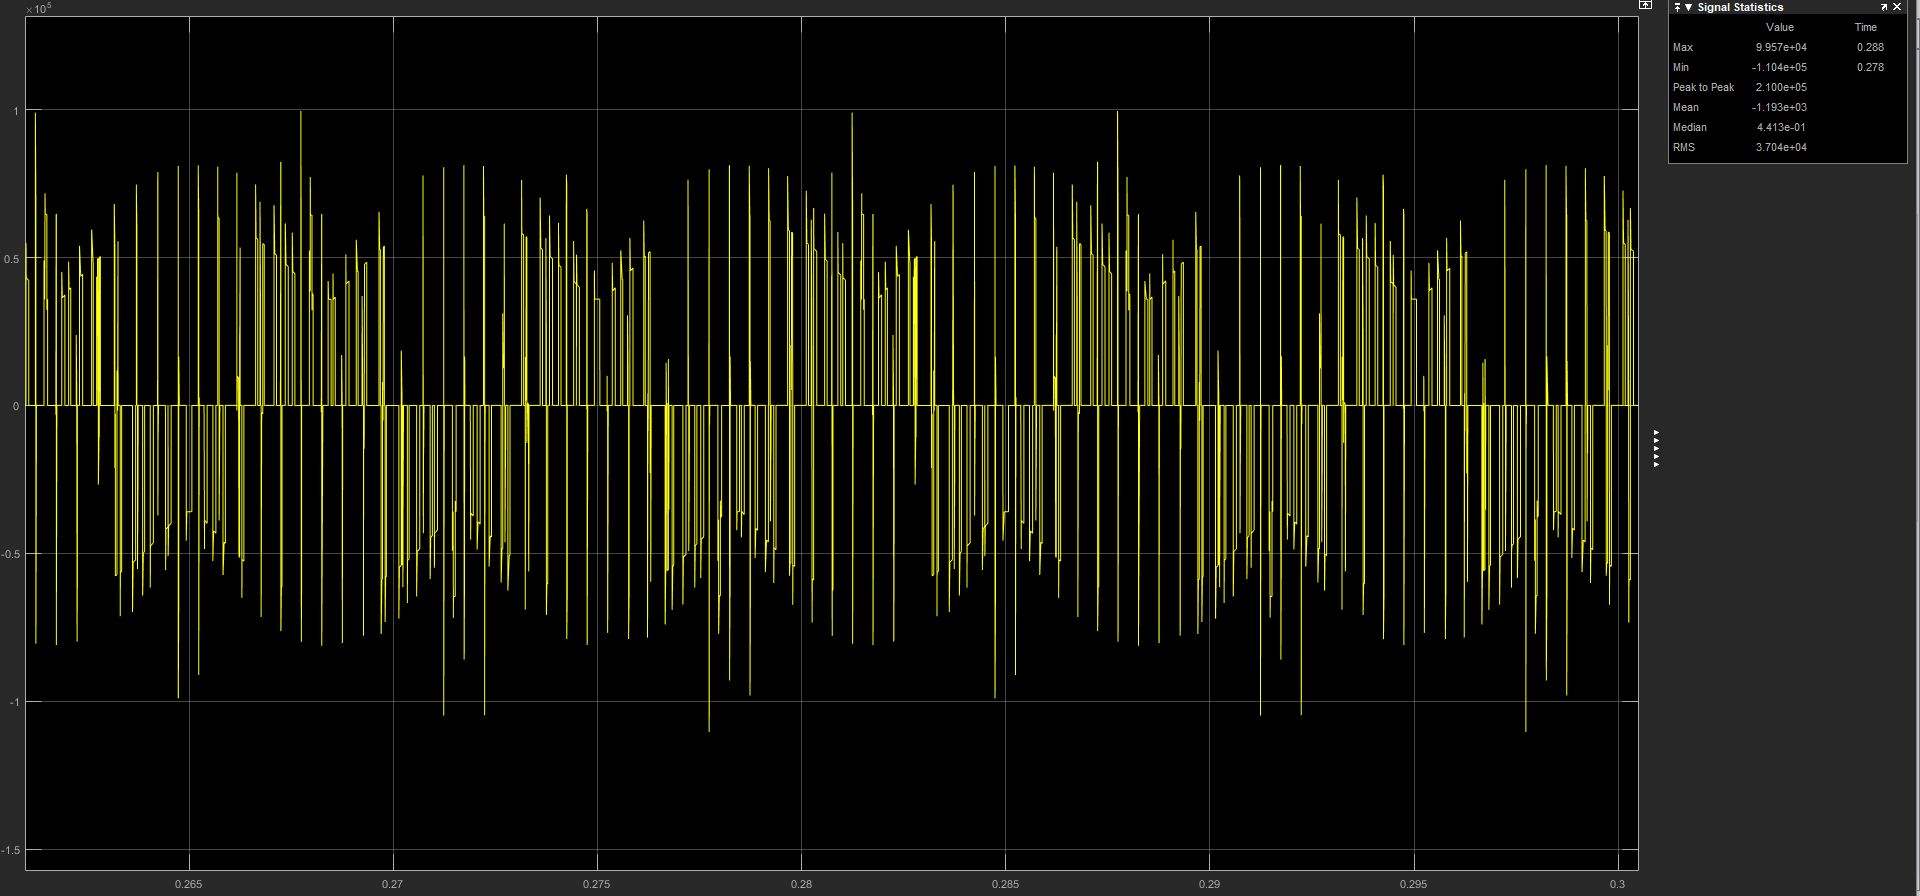 ×10⁵
1
0.5
0
-0.5
-1
-1.5
0.265 0.27 0.275 0.28 0.285 0.29 0.295 0.3
Signal Statistics
Value Time
Max 9.957e+04 0.288
Min -1.104e+05 0.278
Peak to Peak 2.100e+05
Mean -1.193e+03
Median 4.413e-01
RMS 3.704e+04